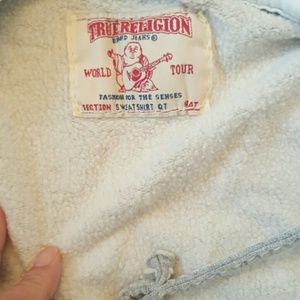 TRUE RELIGION
BRAND JEANS®
WORLD TOUR
FASHION FOR THE SENSES
SECTION SWEATSHIRT QT